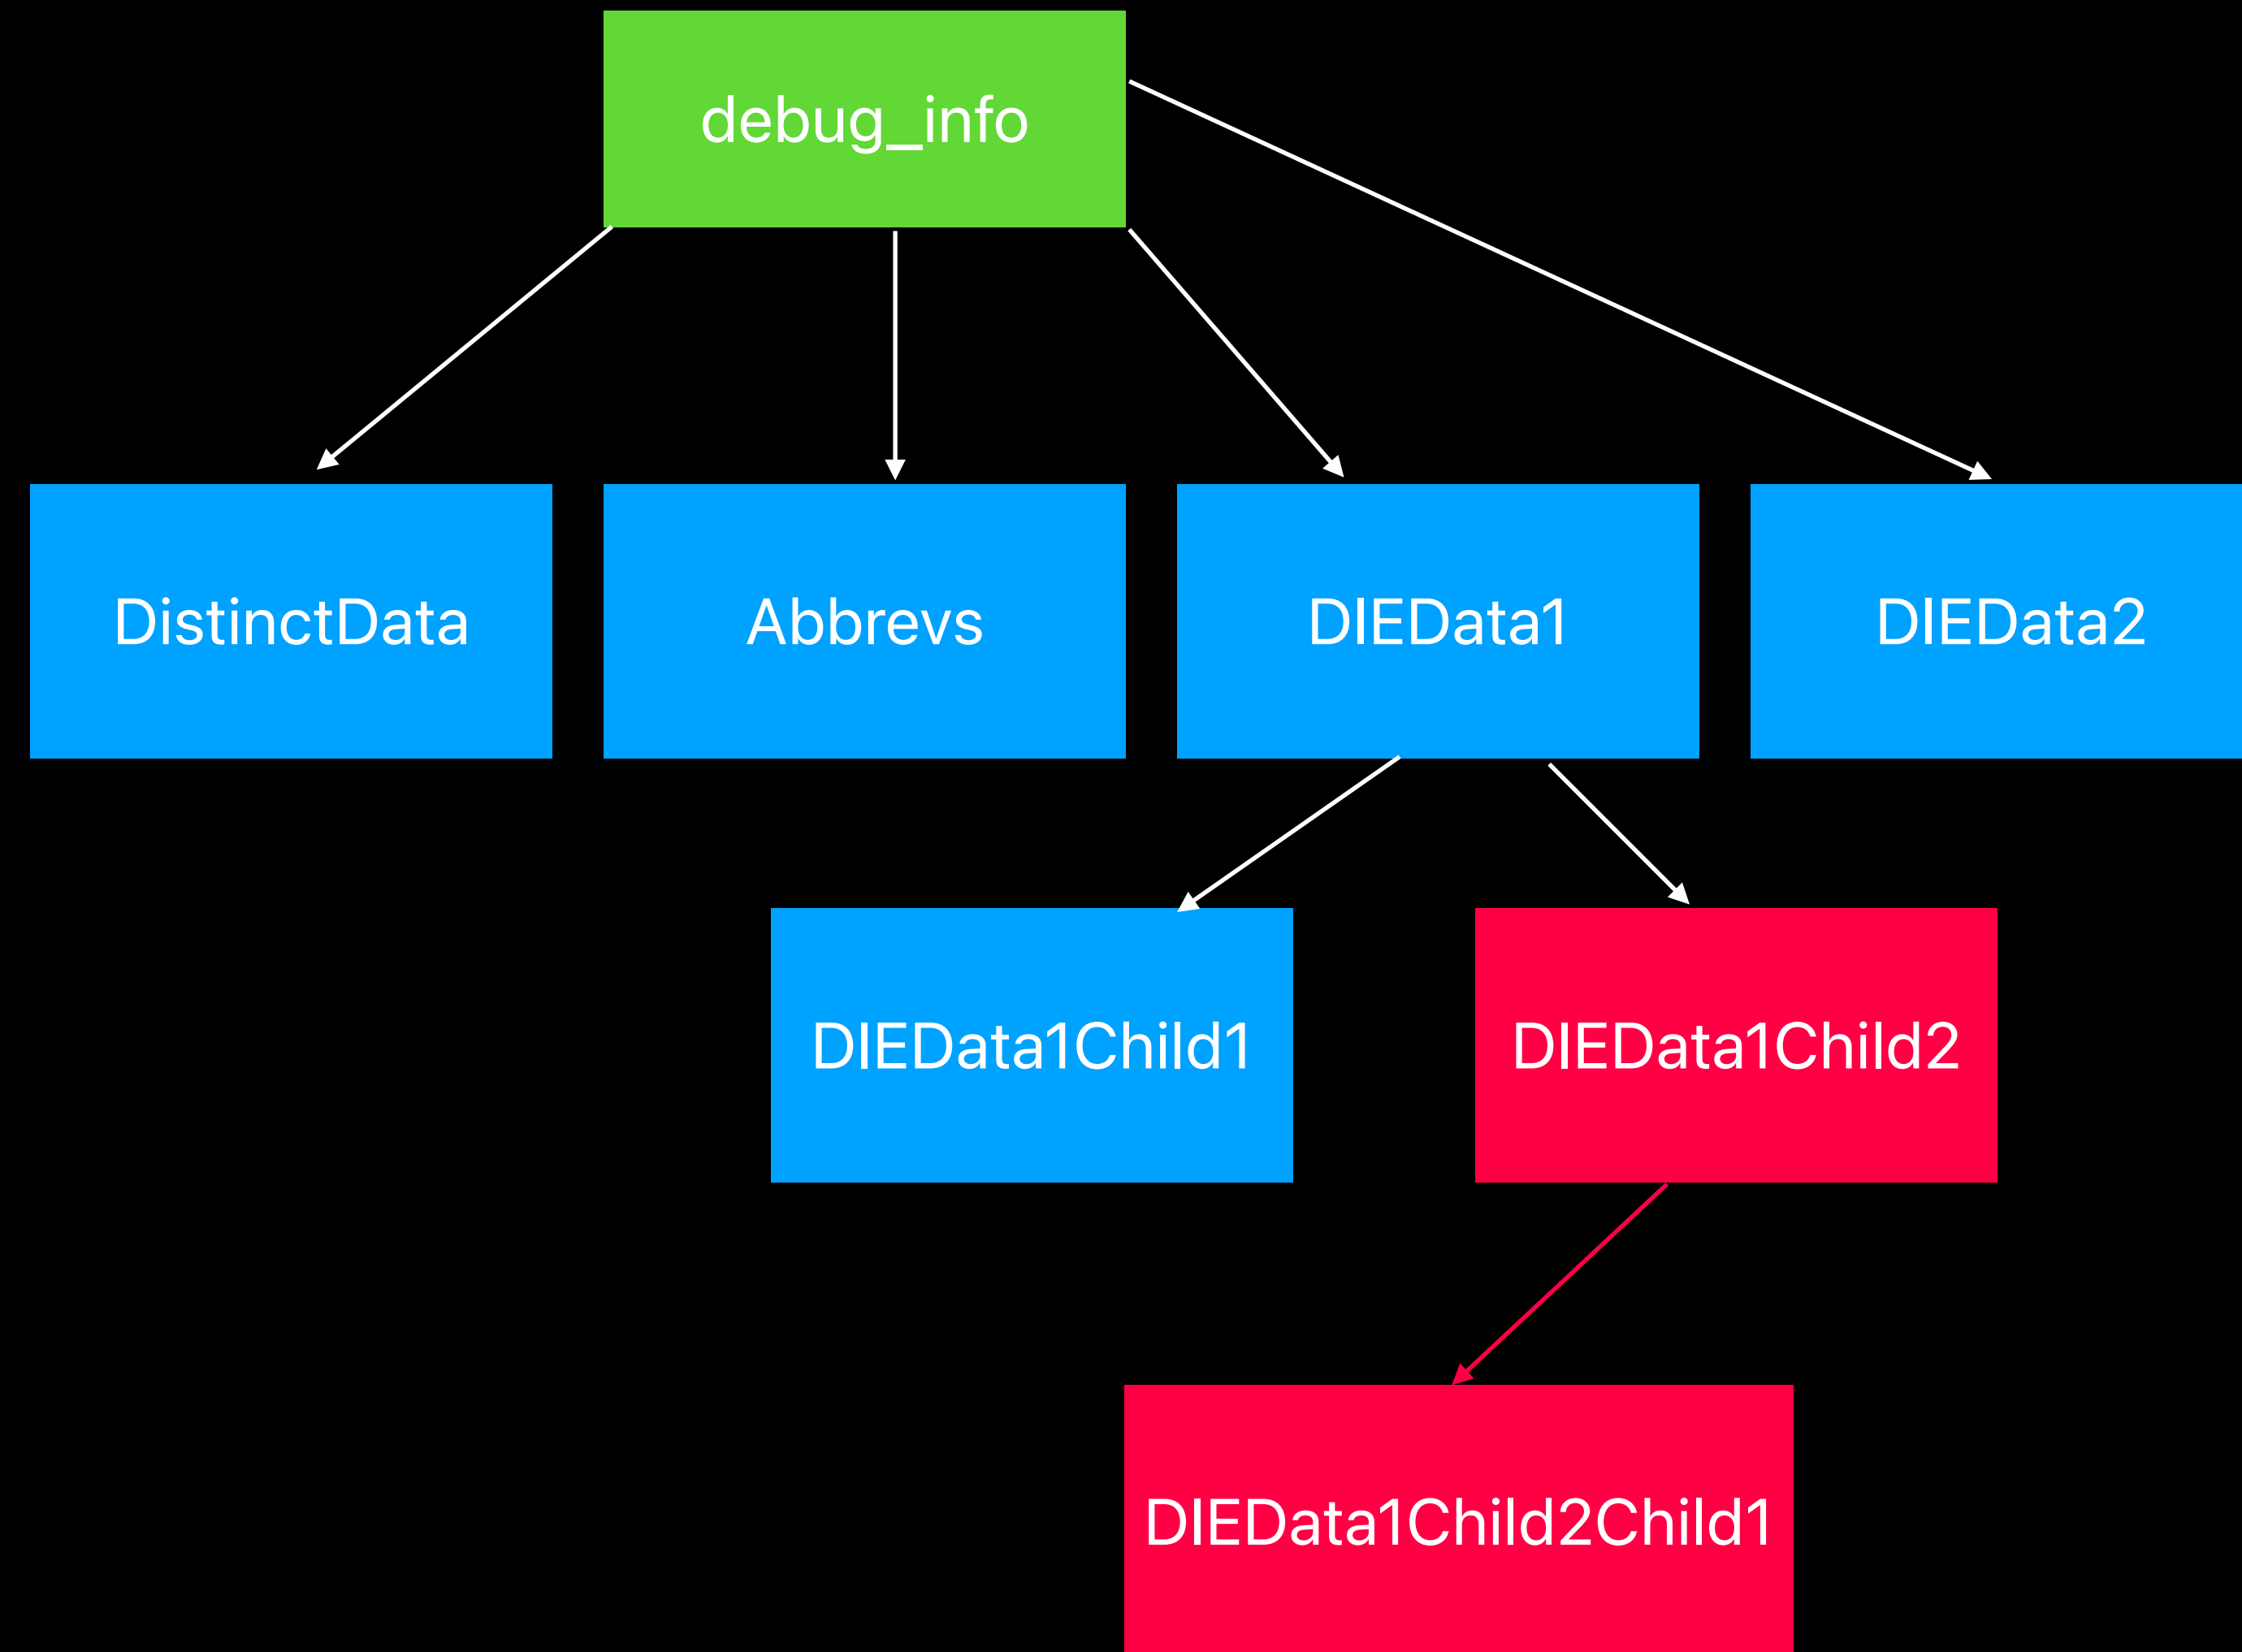 debug_info
DistinctData
Abbrevs
DIEData1
DIEData2
DIEData1Child1
DIEData1Child2
DIEData1Child2Child1